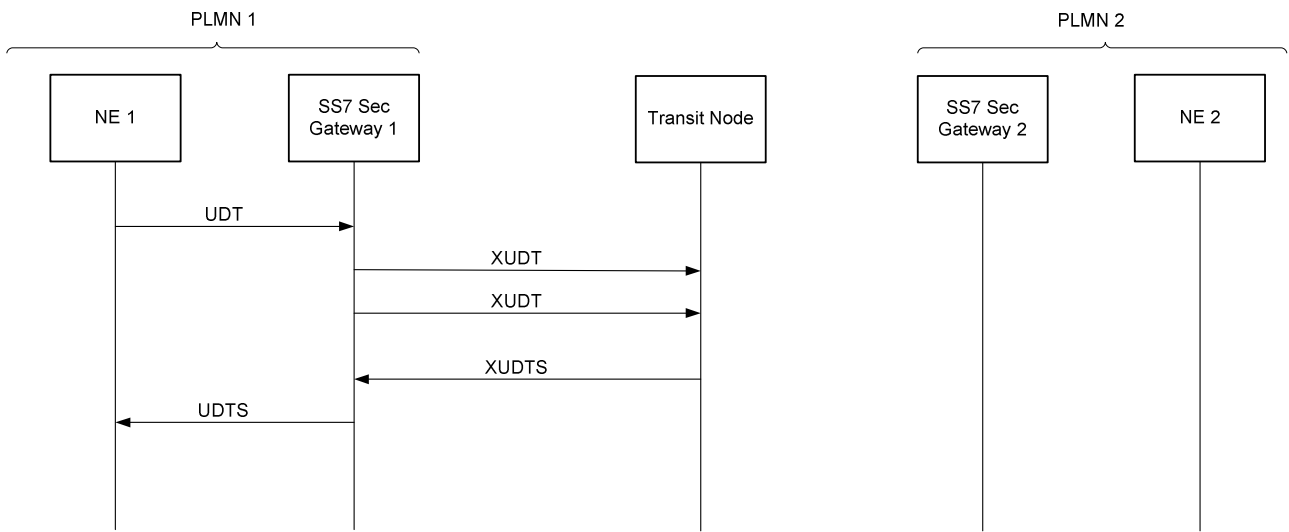 PLMN 1
PLMN 2
NE 1
SS7 Sec
Gateway 1
Transit Node
SS7 Sec
Gateway 2
NE 2
UDT
XUDT
XUDT
XUDTS
UDTS